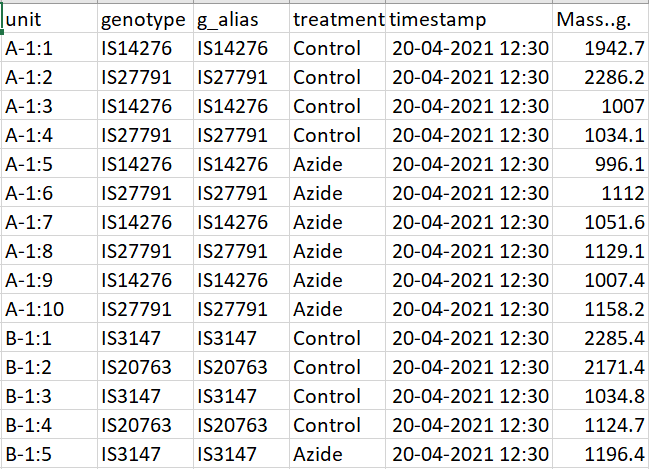 unit genotype g_alias treatment timestamp Mass..g.
A-1:1 IS14276 IS14276 Control 20-04-2021 12:30 1942.7
A-1:2 IS27791 IS27791 Control 20-04-2021 12:30 2286.2
A-1:3 IS14276 IS14276 Control 20-04-2021 12:30 1007
A-1:4 IS27791 IS27791 Control 20-04-2021 12:30 1034.1
A-1:5 IS14276 IS14276 Azide 20-04-2021 12:30 996.1
A-1:6 IS27791 IS27791 Azide 20-04-2021 12:30 1112
A-1:7 IS14276 IS14276 Azide 20-04-2021 12:30 1051.6
A-1:8 IS27791 IS27791 Azide 20-04-2021 12:30 1129.1
A-1:9 IS14276 IS14276 Azide 20-04-2021 12:30 1007.4
A-1:10 IS27791 IS27791 Azide 20-04-2021 12:30 1158.2
B-1:1 IS3147 IS3147 Control 20-04-2021 12:30 2285.4
B-1:2 IS20763 IS20763 Control 20-04-2021 12:30 2171.4
B-1:3 IS3147 IS3147 Control 20-04-2021 12:30 1034.8
B-1:4 IS20763 IS20763 Control 20-04-2021 12:30 1124.7
B-1:5 IS3147 IS3147 Azide 20-04-2021 12:30 1196.4